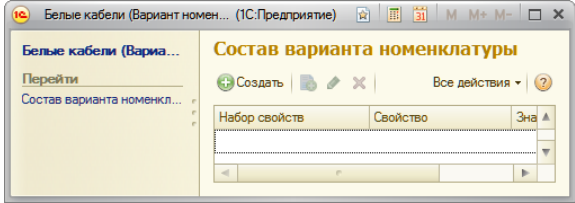 Белые кабели (Вариант номен... (1С:Предприятие)
31 M M+ M-
Белые кабели (Вариа...
Перейти
Состав варианта номенкл...
Состав варианта номенклатуры
Создать Все действия ?
Набор свойств Свойство Зна